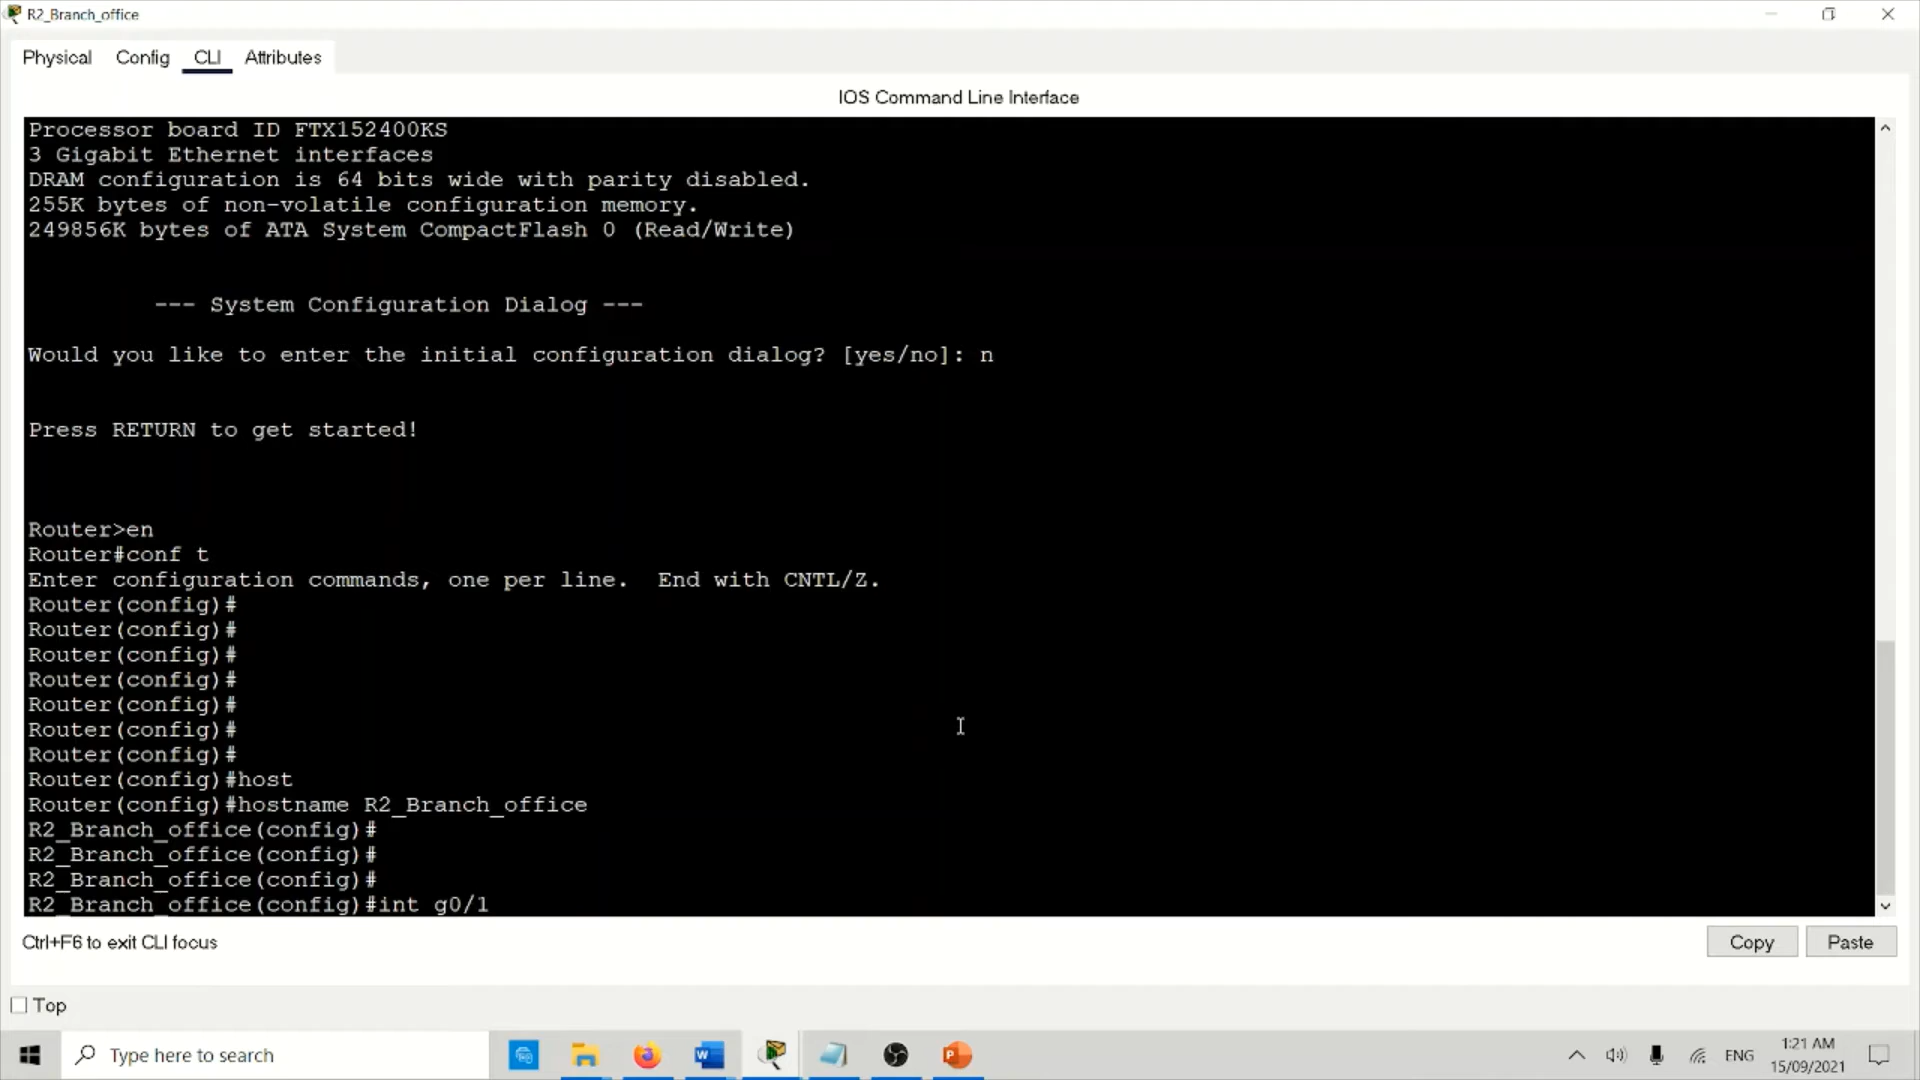 R2_Branch_office
Physical Config CLI Attributes
IOS Command Line Interface
Processor board ID FTX152400KS
3 Gigabit Ethernet interfaces
DRAM configuration is 64 bits wide with parity disabled.
255K bytes of non-volatile configuration memory.
249856K bytes of ATA System CompactFlash 0 (Read/Write)
--- System Configuration Dialog ---
Would you like to enter the initial configuration dialog? [yes/no]: n
Press RETURN to get started!
Router>en
Router#conf t
Enter configuration commands, one per line.  End with CNTL/Z.
Router(config)#
Router(config)#
Router(config)#
Router(config)#
Router(config)#
Router(config)#
Router(config)#
Router(config)#host
Router(config)#hostname R2_Branch_office
R2_Branch_office(config)#
R2_Branch_office(config)#
R2_Branch_office(config)#
R2_Branch_office(config)#int g0/1
Ctrl+F6 to exit CLI focus
Copy Paste
Top
Type here to search
ENG
1:21 AM
15/09/2021